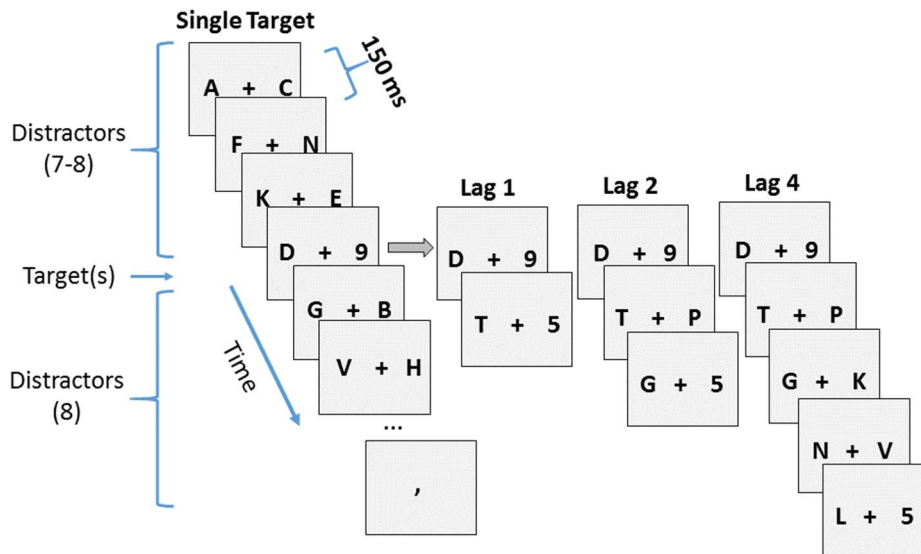 Single Target
150 ms
A + C
F + N
K + E
D + 9
G + B
V + H
...
,
Distractors
(7-8)
Target(s)
Distractors
(8)
Time
Lag 1
D + 9
T + 5
Lag 2
D + 9
T + P
G + 5
Lag 4
D + 9
T + P
G + K
N + V
L + 5